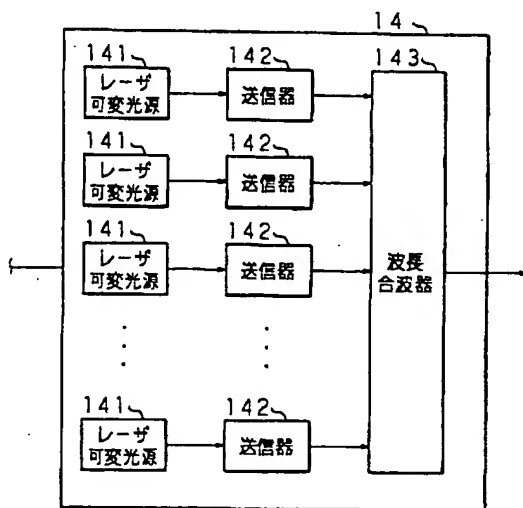 14
141
レーザ
可変光源
142
送信器
143
波長
合波器
141
レーザ
可変光源
142
送信器
141
レーザ
可変光源
142
送信器
141
レーザ
可変光源
142
送信器